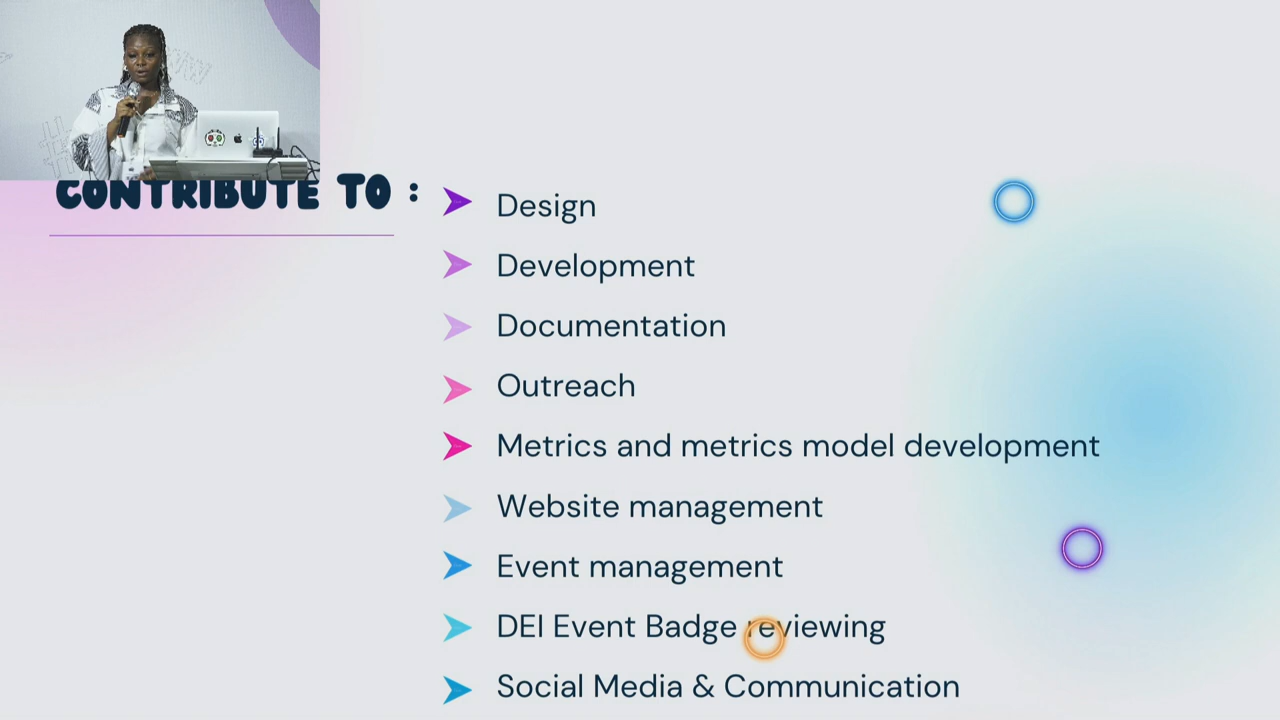 CONTRIBUTE TO :
Design
Development
Documentation
Outreach
Metrics and metrics model development
Website management
Event management
DEI Event Badge reviewing
Social Media & Communication